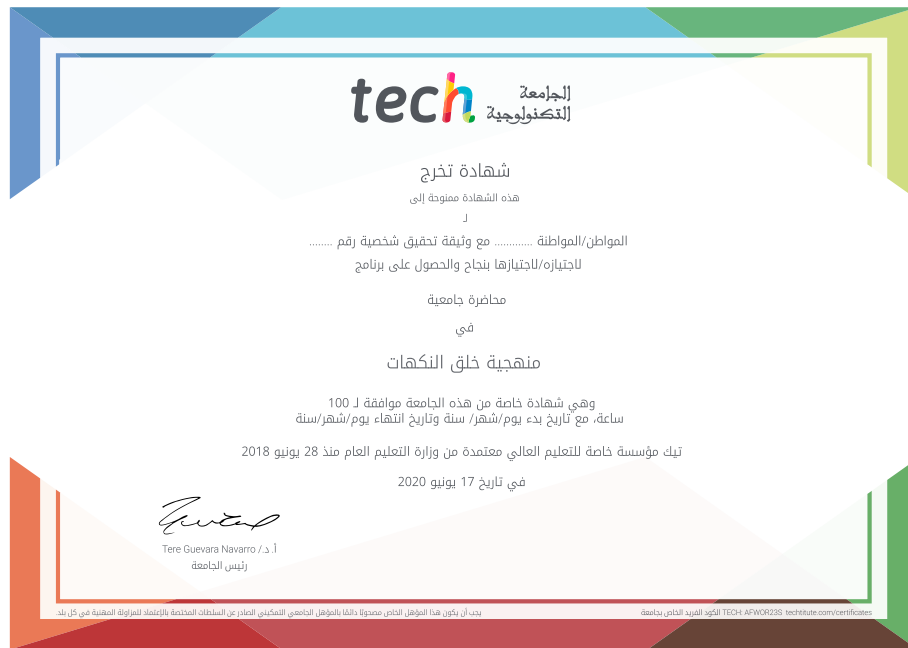 tech
الجامعة
التكنولوجية
شهادة تخرج
هذه الشهادة ممنوحة إلى
لـ
المواطن/المواطنة ............ مع وثيقة تحقيق شخصية رقم ........
لاجتيازه/لاجتيازها بنجاح والحصول على برنامج
محاضرة جامعية
في
منهجية خلق النكهات
وهي شهادة خاصة من هذه الجامعة موافقة لـ 100
ساعة، مع تاريخ بدء يوم/شهر/ سنة وتاريخ انتهاء يوم/شهر/سنة
تيك مؤسسة خاصة للتعليم العالي معتمدة من وزارة التعليم العام منذ 28 يونيو 2018
في تاريخ 17 يونيو 2020
أ. د./ Tere Guevara Navarro
رئيس الجامعة
يجب أن يكون هذا المؤهل الخاص مصحوبًا دائمًا بالمؤهل الجامعي التمكيني الصادر عن السلطات المختصة بالإعتماد للمزاولة المهنية في كل بلد.
الكود الفريد الخاص بجامعة TECH: AFWOR23S techtitute.com/certificates